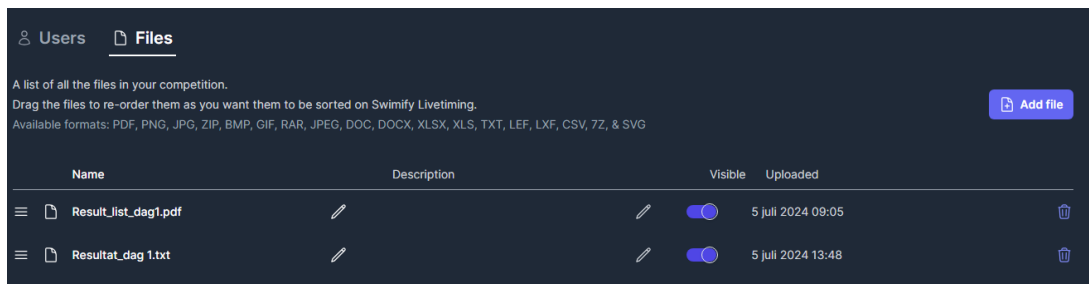 Users Files
A list of all the files in your competition.
Drag the files to re-order them as you want them to be sorted on Swimify Livetiming.
Add file
Available formats: PDF, PNG, JPG, ZIP, BMP, GIF, RAR, JPEG, DOC, DOCX, XLSX, XLS, TXT, LEF, LXF, CSV, 7Z, & SVG
Name Description Visible Uploaded
Result_list_dag1.pdf 5 juli 2024 09:05
Resultat_dag 1.txt 5 juli 2024 13:48